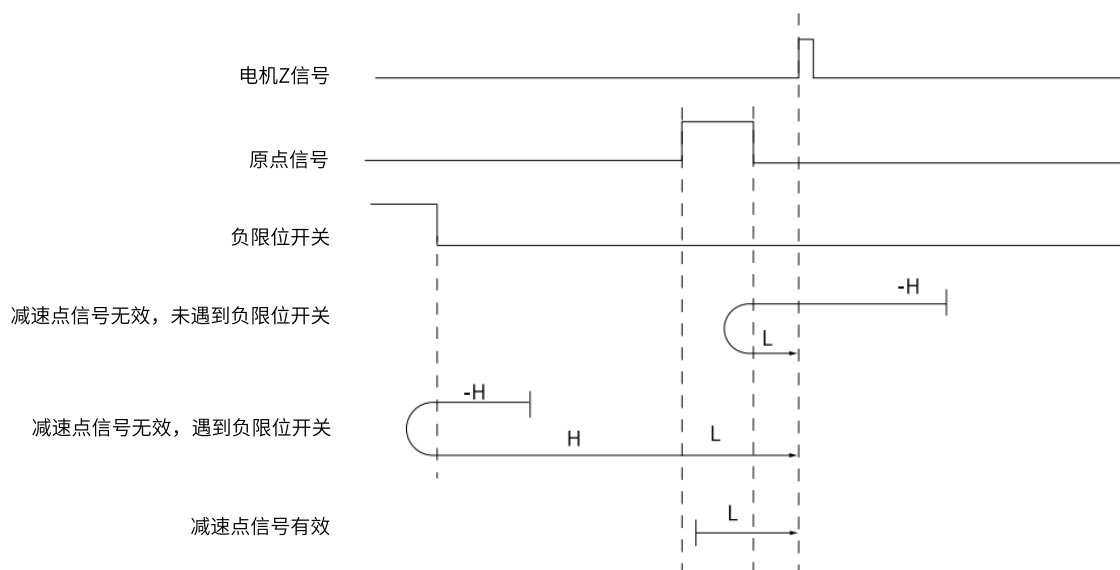 电机Z信号
原点信号
负限位开关
减速点信号无效，未遇到负限位开关
-H
L
减速点信号无效，遇到负限位开关
-H
H
L
减速点信号有效
L